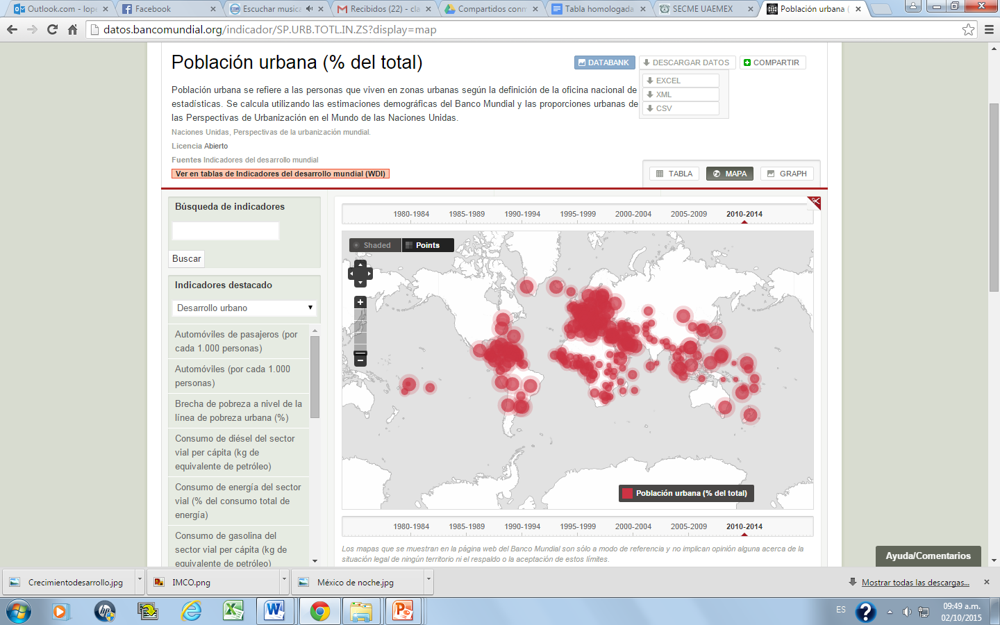 Outlook.com - lope
Facebook
Escuchar musica
Recibidos (22) - cla
Compartidos conm
Tabla homologada
SECME UAEMEX
Población urbana (
datos.bancomundial.org/indicador/SP.URB.TOTL.IN.ZS?display=map
Población urbana (% del total)
DATABANK
DESCARGAR DATOS
COMPARTIR
EXCEL
XML
CSV
Población urbana se refiere a las personas que viven en zonas urbanas según la definición de la oficina nacional de
estadísticas. Se calcula utilizando las estimaciones demográficas del Banco Mundial y las proporciones urbanas de
las Perspectivas de Urbanización en el Mundo de las Naciones Unidas.
Naciones Unidas, Perspectivas de la urbanización mundial.
Licencia Abierto
Fuentes Indicadores del desarrollo mundial
Ver en tablas de Indicadores del desarrollo mundial (WDI)
TABLA
MAPA
GRAPH
Búsqueda de indicadores
Buscar
Indicadores destacado
Desarrollo urbano
Automóviles de pasajeros (por
cada 1.000 personas)
Automóviles (por cada 1.000
personas)
Brecha de pobreza a nivel de la
línea de pobreza urbana (%)
Consumo de diésel del sector
vial per cápita (kg de
equivalente de petróleo)
Consumo de energía del sector
vial (% del consumo total de
energía)
Consumo de gasolina del
sector vial per cápita (kg de
equivalente de petróleo)
1980-1984 1985-1989 1990-1994 1995-1999 2000-2004 2005-2009 2010-2014
Shaded
Points
Población urbana (% del total)
1980-1984 1985-1989 1990-1994 1995-1999 2000-2004 2005-2009 2010-2014
Los mapas que se muestran en la página web del Banco Mundial son sólo a modo de referencia y no implican opinión alguna acerca de la
situación legal de ningún territorio ni el respaldo o la aceptación de estos límites.
Ayuda/Comentarios
Crecimientodesarrollo.jpg
IMCO.png
México de noche.jpg
Mostrar todas las descargas...
ES
09:49 a.m.
02/10/2015